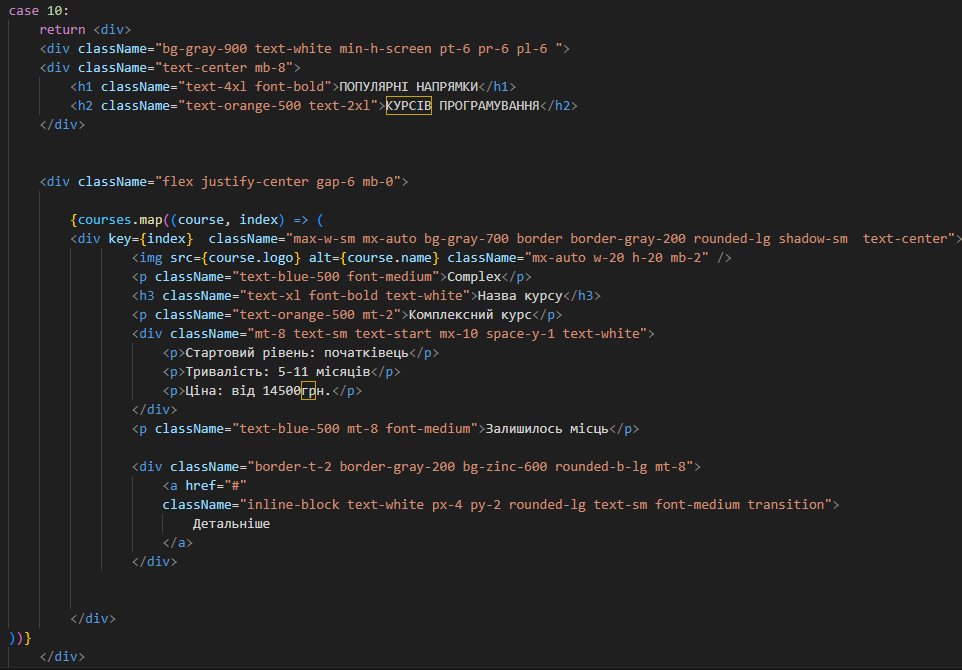 case 10:
return <div>
<div className="bg-gray-900 text-white min-h-screen pt-6 pr-6 pl-6 ">
<div className="text-center mb-8">
<h1 className="text-4xl font-bold">ПОПУЛЯРНІ НАПРЯМКИ</h1>
<h2 className="text-orange-500 text-2xl">КУРСІВ ПРОГРАМУВАННЯ</h2>
</div>
<div className="flex justify-center gap-6 mb-0">
{courses.map((course, index) => (
<div key={index}  className="max-w-sm mx-auto bg-gray-700 border border-gray-200 rounded-lg shadow-sm  text-center">
<img src={course.logo} alt={course.name} className="mx-auto w-20 h-20 mb-2" />
<p className="text-blue-500 font-medium">Complex</p>
<h3 className="text-xl font-bold text-white">Назва курсу</h3>
<p className="text-orange-500 mt-2">Комплексний курс</p>
<div className="mt-8 text-sm text-start mx-10 space-y-1 text-white">
<p>Стартовий рівень: початківець</p>
<p>Тривалість: 5-11 місяців</p>
<p>Ціна: від 14500грн.</p>
</div>
<p className="text-blue-500 mt-8 font-medium">Залишилось місць</p>
<div className="border-t-2 border-gray-200 bg-zinc-600 rounded-b-lg mt-8">
<a href="#"
className="inline-block text-white px-4 py-2 rounded-lg text-sm font-medium transition">
Детальніше
</a>
</div>
</div>
))}
</div>